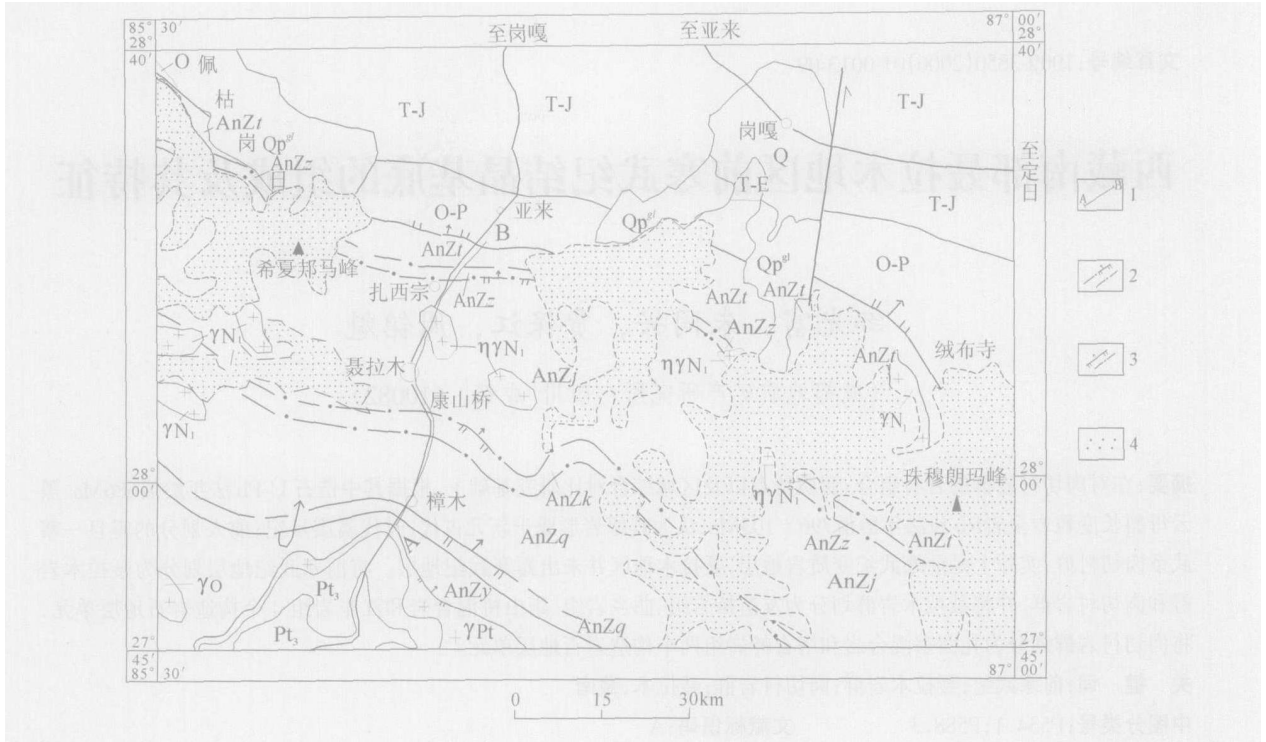 85° 30′
28° 40′
至岗嘎
至亚来
87° 00′
28° 40′
O
佩
枯
AnZt
岗
Qp^gl
AnZz
T-J
T-J
T-J
岗嘎
Q
T-E
至定日
T-J
1
O-P
亚来
B
AnZt
Qp^gl
希夏郑马峰
扎西宗
AnZz
Qp^gl
O-P
2
AnZt
AnZt
AnZz
γN₁
ηγN₁
ηγN₁
AnZt
绒布寺
3
聂拉木
AnZj
康山桥
γN₁
γN₁
4
28° 00′
28° 00′
珠穆朗玛峰
樟木
AnZk
ηγN₁
A
AnZq
AnZz
AnZt
γO
Pt₃
AnZy
AnZj
Pt₃
γPt
AnZq
27° 45′
85° 30′
27° 45′
87° 00′
0 15 30km